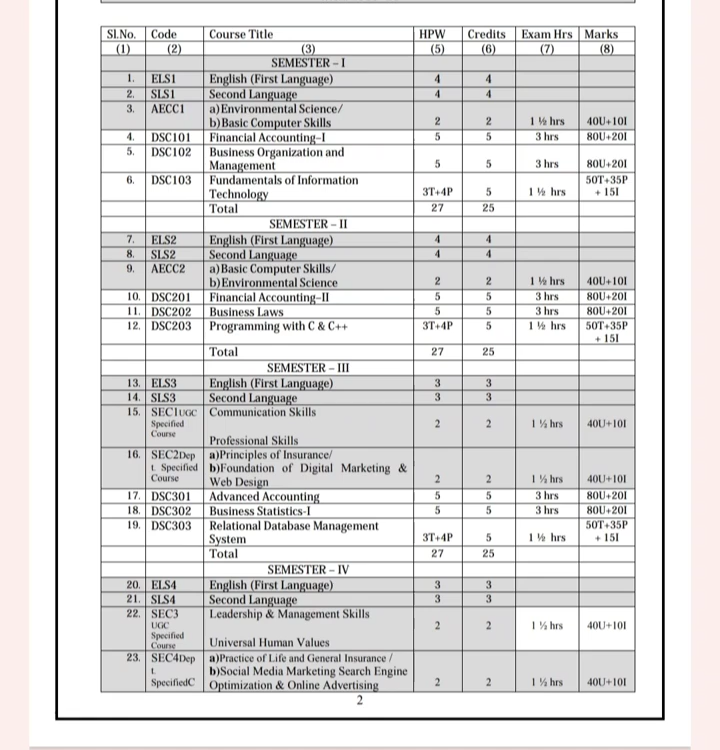 Sl.No. Code Course Title HPW Credits Exam Hrs Marks
(1) (2) (3) (5) (6) (7) (8)
SEMESTER – I
1. ELS1 English (First Language) 4 4
2. SLS1 Second Language 4 4
3. AECC1 a)Environmental Science/
b)Basic Computer Skills 2 2 1 ½ hrs 40U+10I
4. DSC101 Financial Accounting-I 5 5 3 hrs 80U+20I
5. DSC102 Business Organization and
Management 5 5 3 hrs 80U+20I
6. DSC103 Fundamentals of Information 50T+35P
Technology 3T+4P 5 1 ½ hrs + 15I
Total 27 25
SEMESTER – II
7. ELS2 English (First Language) 4 4
8. SLS2 Second Language 4 4
9. AECC2 a)Basic Computer Skills/
b)Environmental Science 2 2 1 ½ hrs 40U+10I
10. DSC201 Financial Accounting-II 5 5 3 hrs 80U+20I
11. DSC202 Business Laws 5 5 3 hrs 80U+20I
12. DSC203 Programming with C & C++ 3T+4P 5 1 ½ hrs 50T+35P
+ 15I
Total 27 25
SEMESTER – III
13. ELS3 English (First Language) 3 3
14. SLS3 Second Language 3 3
15. SEC1UGC Communication Skills
Specified 2 2 1 ½ hrs 40U+10I
Course
Professional Skills
16. SEC2Dep a)Principles of Insurance/
t. Specified b)Foundation of Digital Marketing &
Course Web Design 2 2 1 ½ hrs 40U+10I
17. DSC301 Advanced Accounting 5 5 3 hrs 80U+20I
18. DSC302 Business Statistics-I 5 5 3 hrs 80U+20I
19. DSC303 Relational Database Management 50T+35P
System 3T+4P 5 1 ½ hrs + 15I
Total 27 25
SEMESTER – IV
20. ELS4 English (First Language) 3 3
21. SLS4 Second Language 3 3
22. SEC3 Leadership & Management Skills
UGC 2 2 1 ½ hrs 40U+10I
Specified
Course Universal Human Values
23. SEC4Dep a)Practice of Life and General Insurance /
t. b)Social Media Marketing Search Engine
SpecifiedC Optimization & Online Advertising 2 2 1 ½ hrs 40U+10I
2